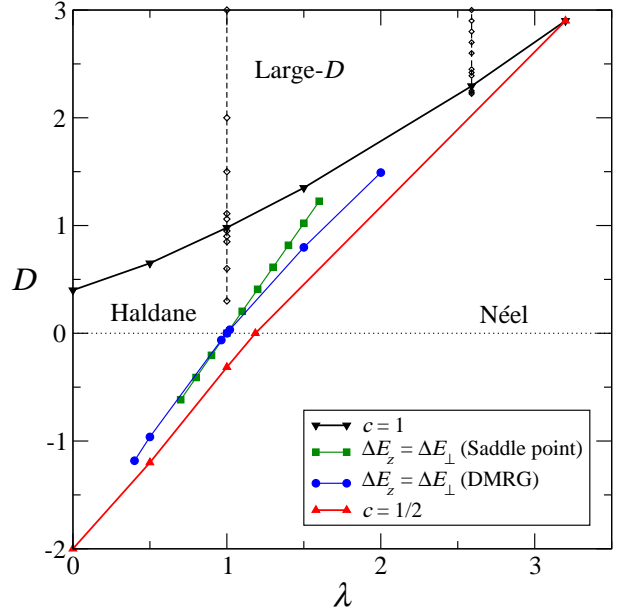 3
Large-D
2
1
D
Haldane
Néel
0
c = 1
ΔE_z = ΔE_⊥ (Saddle point)
ΔE_z = ΔE_⊥ (DMRG)
c = 1/2
-1
-2
0 1 2 3
λ